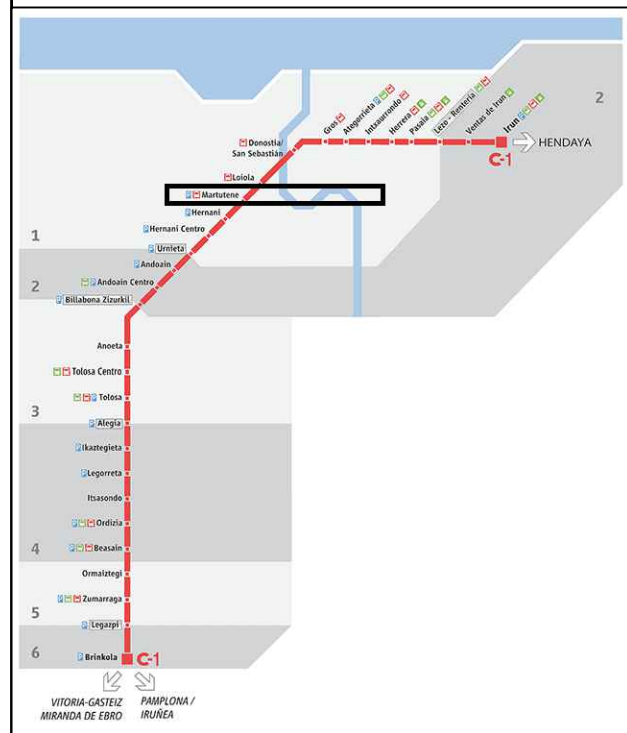 2
Gros
Ategorrieta
Intxaurrondo
Herrera
Pasaia
Lezo - Rentería
Ventas de Irun
Irun
C-1
HENDAYA
Donostia/
San Sebastián
Loiola
Martutene
Hernani
Hernani Centro
1
Urnieta
Andoain
2
Andoain Centro
Billabona Zizurkil
Anoeta
Tolosa Centro
Tolosa
3
Alegia
Ikaztegieta
Legorreta
Itsasondo
Ordizia
4
Beasain
Ormaiztegi
Zumarraga
5
Legazpi
6
Brinkola
C-1
VITORIA-GASTEIZ
MIRANDA DE EBRO
PAMPLONA /
IRUÑEA